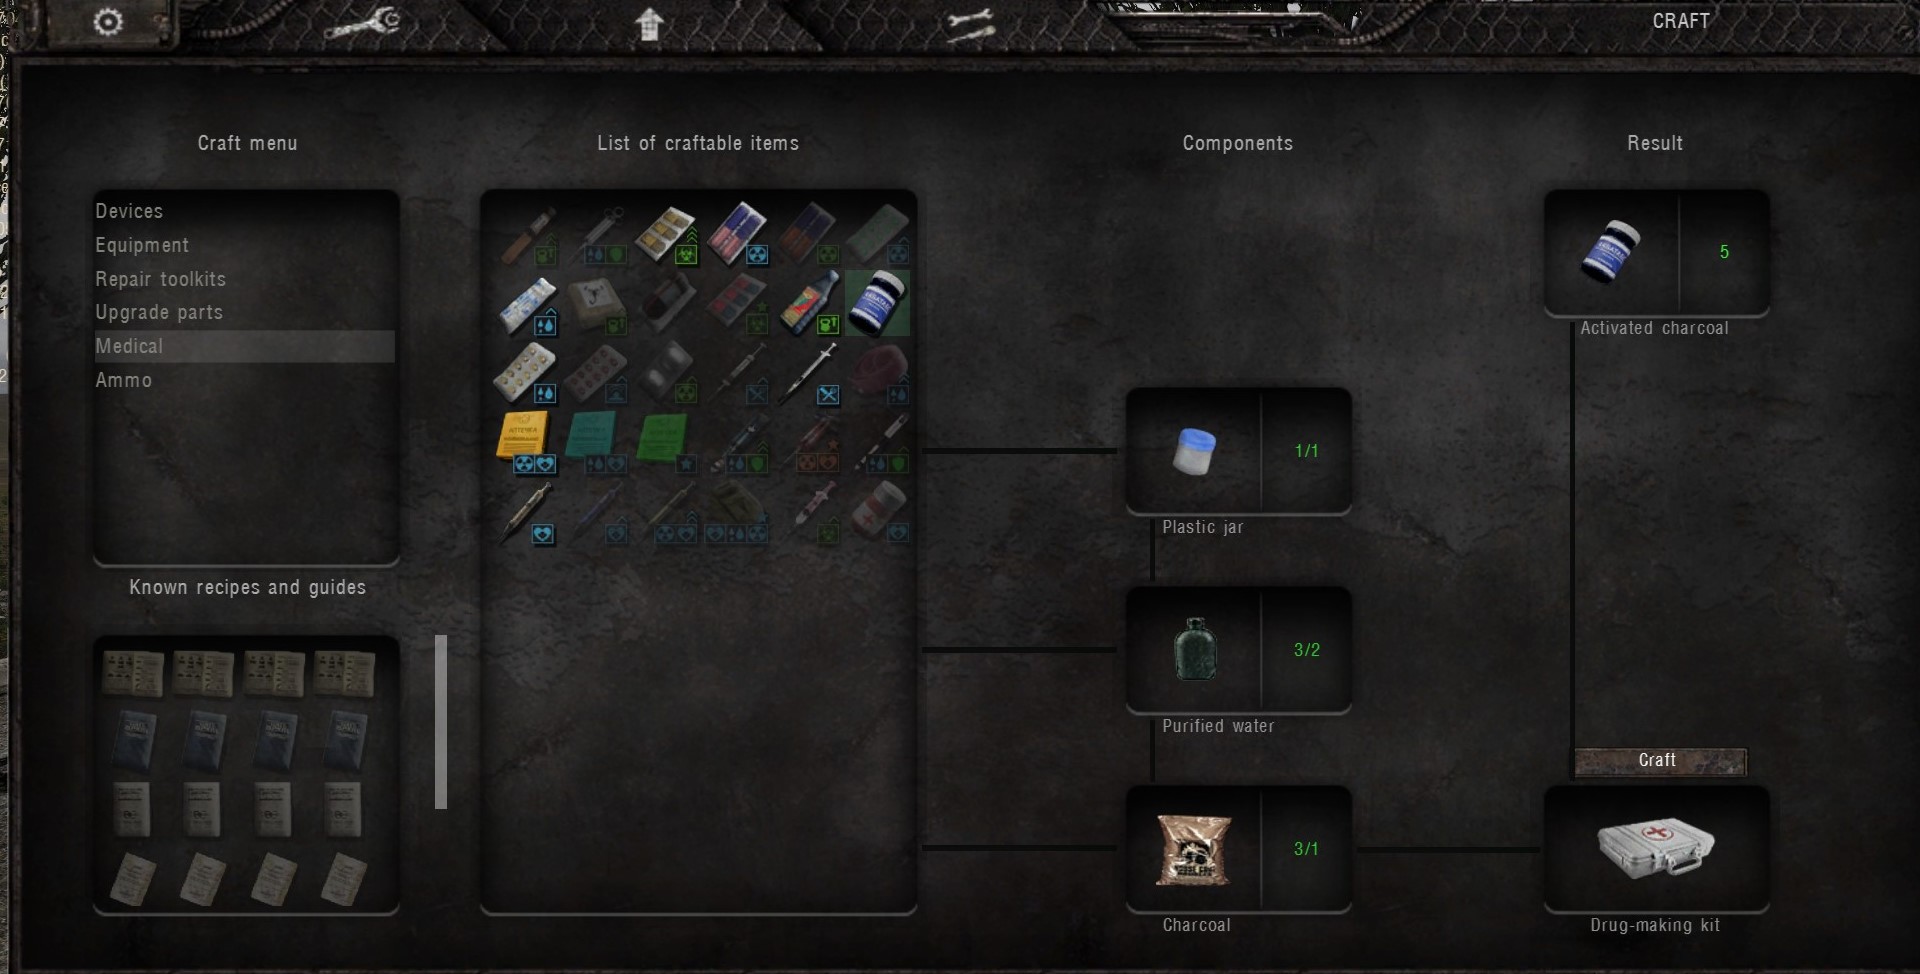 CRAFT
Craft menu
List of craftable items
Components
Result
Devices
Equipment
Repair toolkits
Upgrade parts
Medical
Ammo
5
Activated charcoal
1/1
Plastic jar
Known recipes and guides
3/2
Purified water
Craft
3/1
Charcoal
Drug-making kit